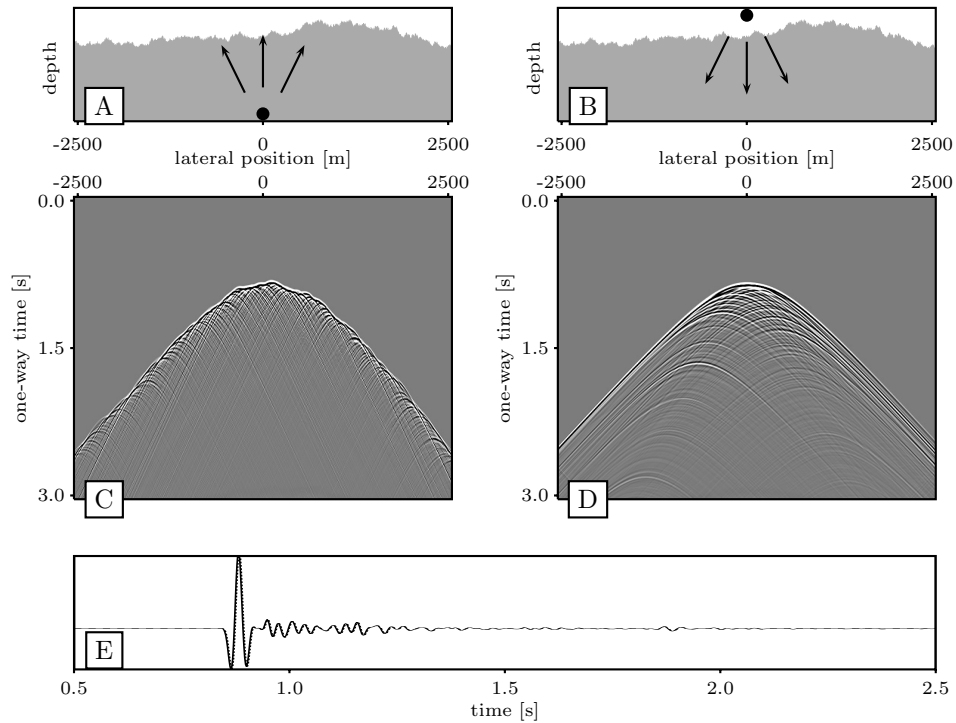 depth
A
-2500 0 2500
lateral position [m]
depth
B
-2500 0 2500
lateral position [m]
-2500 0 2500
0.0
1.5
3.0
one-way time [s]
C
-2500 0 2500
0.0
1.5
3.0
one-way time [s]
D
E
0.5 1.0 1.5 2.0 2.5
time [s]